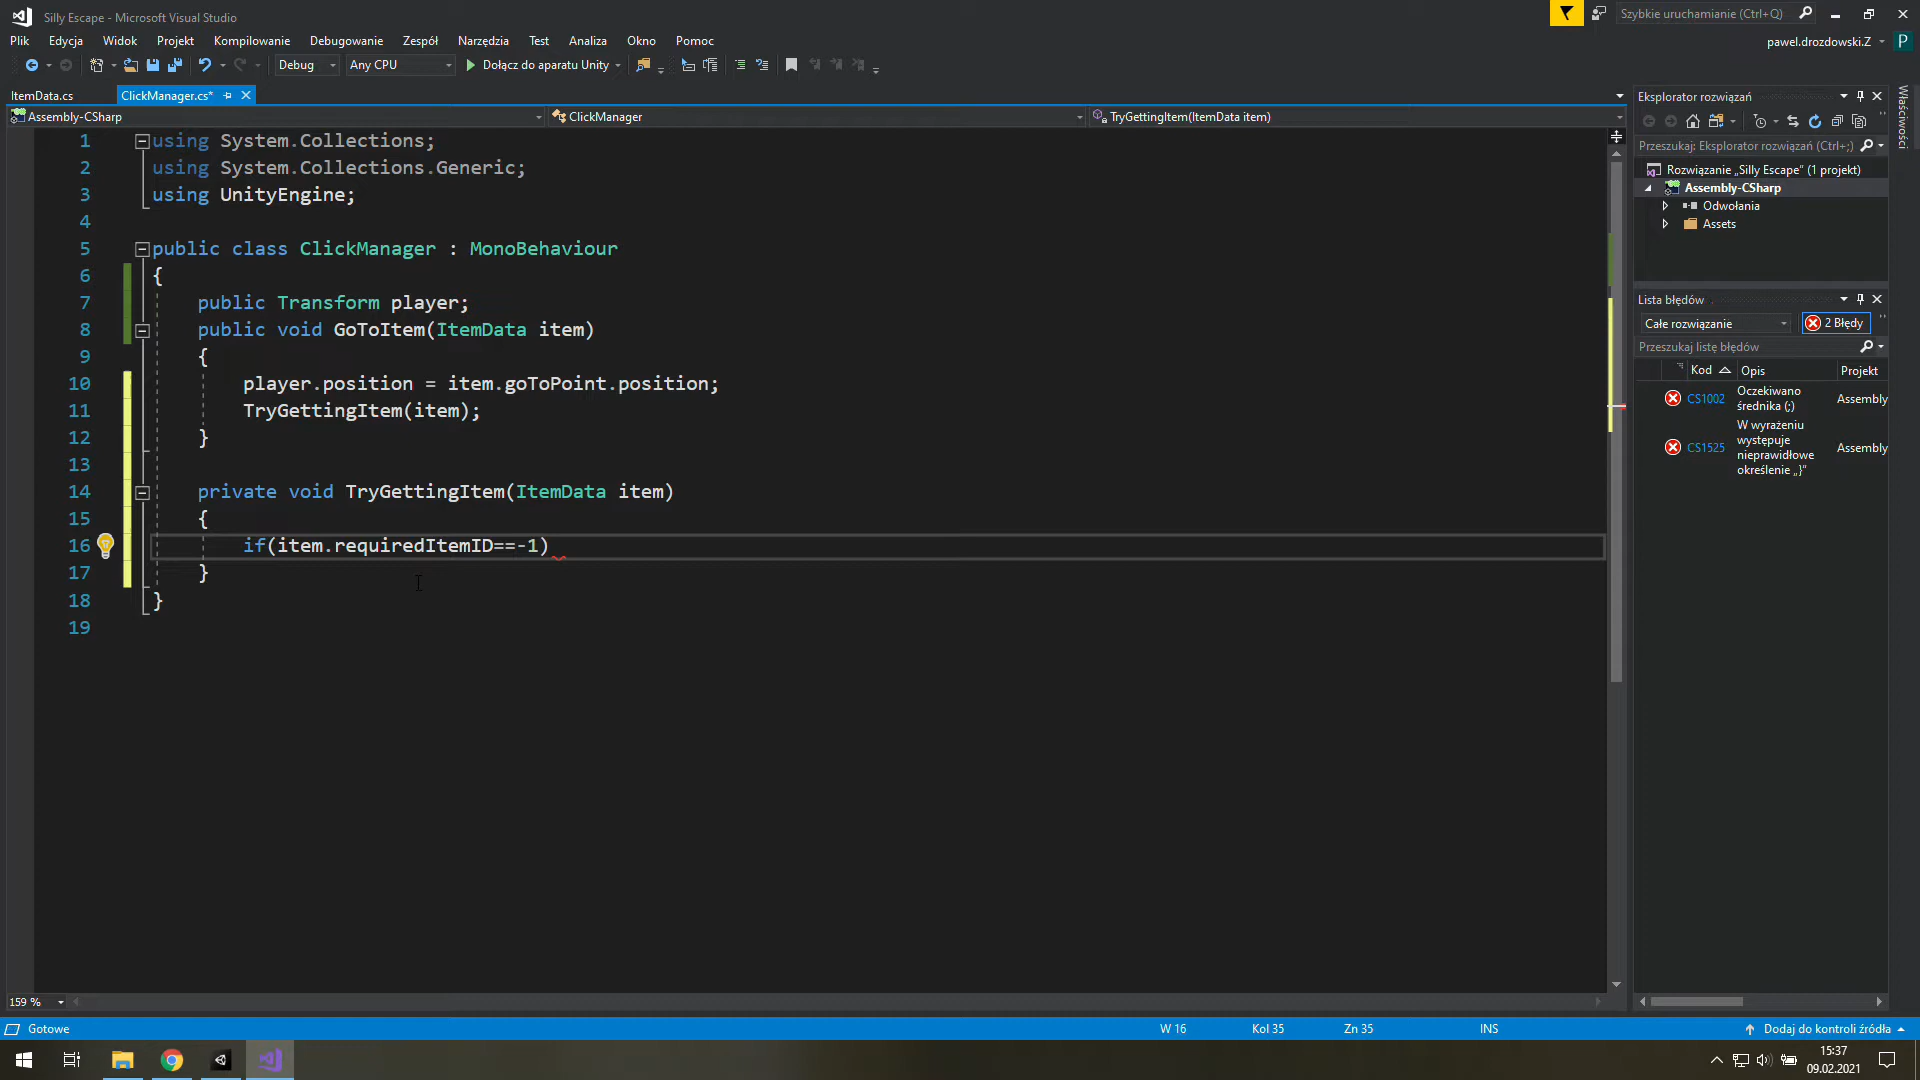 Silly Escape - Microsoft Visual Studio
Szybkie uruchamianie (Ctrl+Q)
Plik Edycja Widok Projekt Kompilowanie Debugowanie Zespół Narzędzia Test Analiza Okno Pomoc
pawel.drozdowski.Z P
Debug Any CPU Dołącz do aparatu Unity
ItemData.cs ClickManager.cs*
Assembly-CSharp ClickManager TryGettingItem(ItemData item)
1 using System.Collections;
2 using System.Collections.Generic;
3 using UnityEngine;
4
5 public class ClickManager : MonoBehaviour
6 {
7 public Transform player;
8 public void GoToItem(ItemData item)
9 {
10 player.position = item.goToPoint.position;
11 TryGettingItem(item);
12 }
13
14 private void TryGettingItem(ItemData item)
15 {
16 if(item.requiredItemID==-1)
17 }
18 }
19
159 %
Eksplorator rozwiązań
Przeszukaj: Eksplorator rozwiązań (Ctrl+;)
Rozwiązanie „Silly Escape” (1 projekt)
Assembly-CSharp
Odwołania
Assets
Właściwości
Lista błędów
Całe rozwiązanie 2 Błędy
Przeszukaj listę błędów
Kod Opis Projekt
CS1002 Oczekiwano średnika (;) Assembly
CS1525 W wyrażeniu występuje nieprawidłowe określenie „}” Assembly
Gotowe W 16 Kol 35 Zn 35 INS Dodaj do kontroli źródła
15:37
09.02.2021